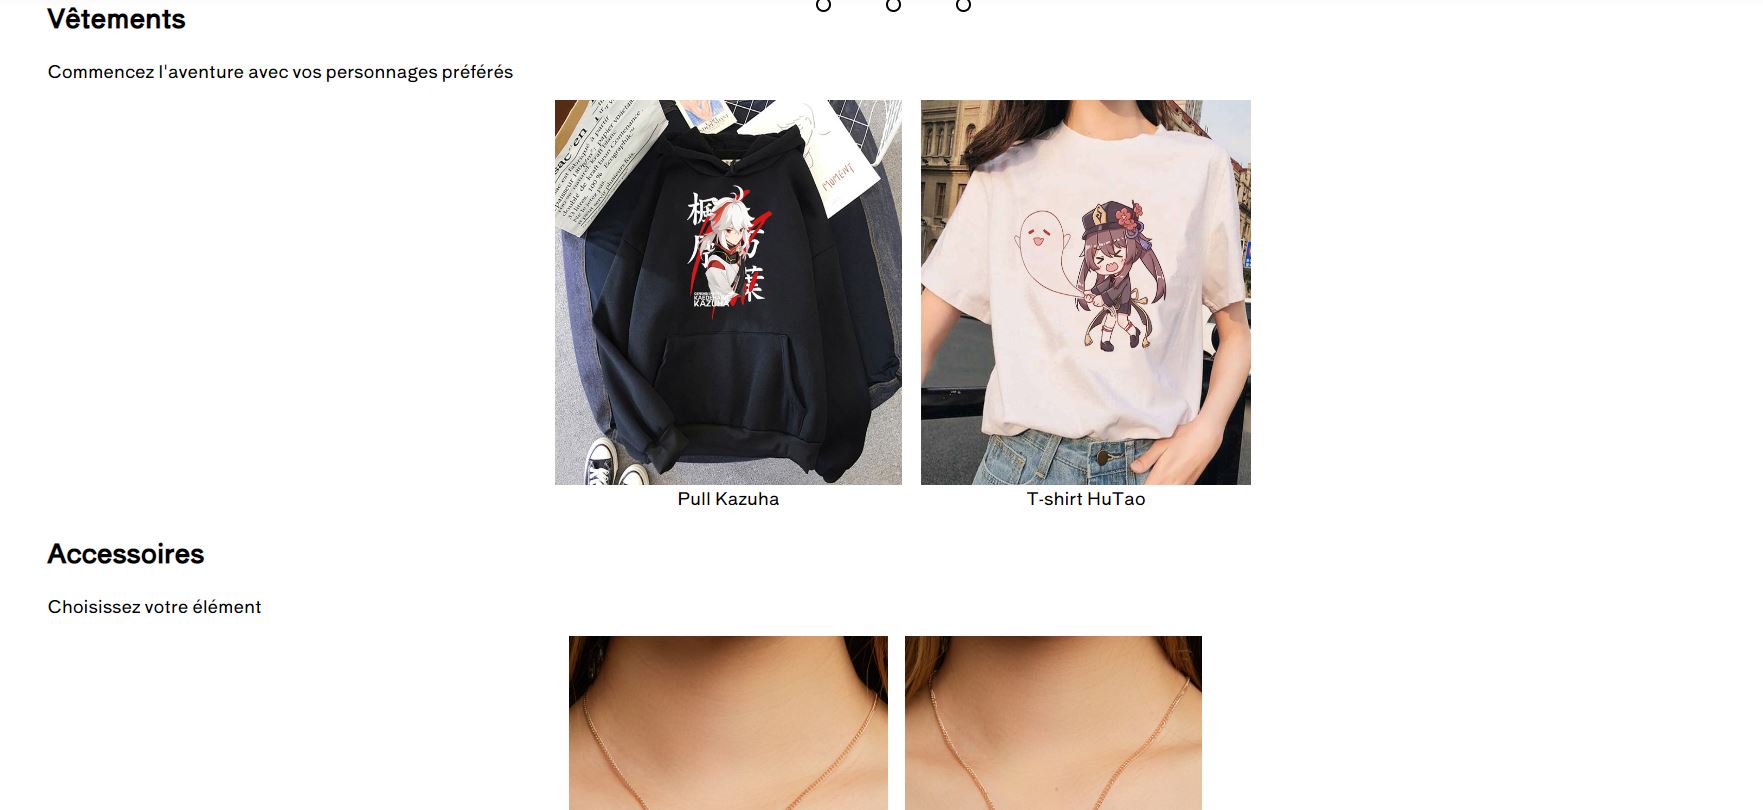 Vêtements
Commencez l'aventure avec vos personnages préférés
MOMENT
楓
原
万
葉
KAZUHA
Pull Kazuha
T-shirt HuTao
Accessoires
Choisissez votre élément